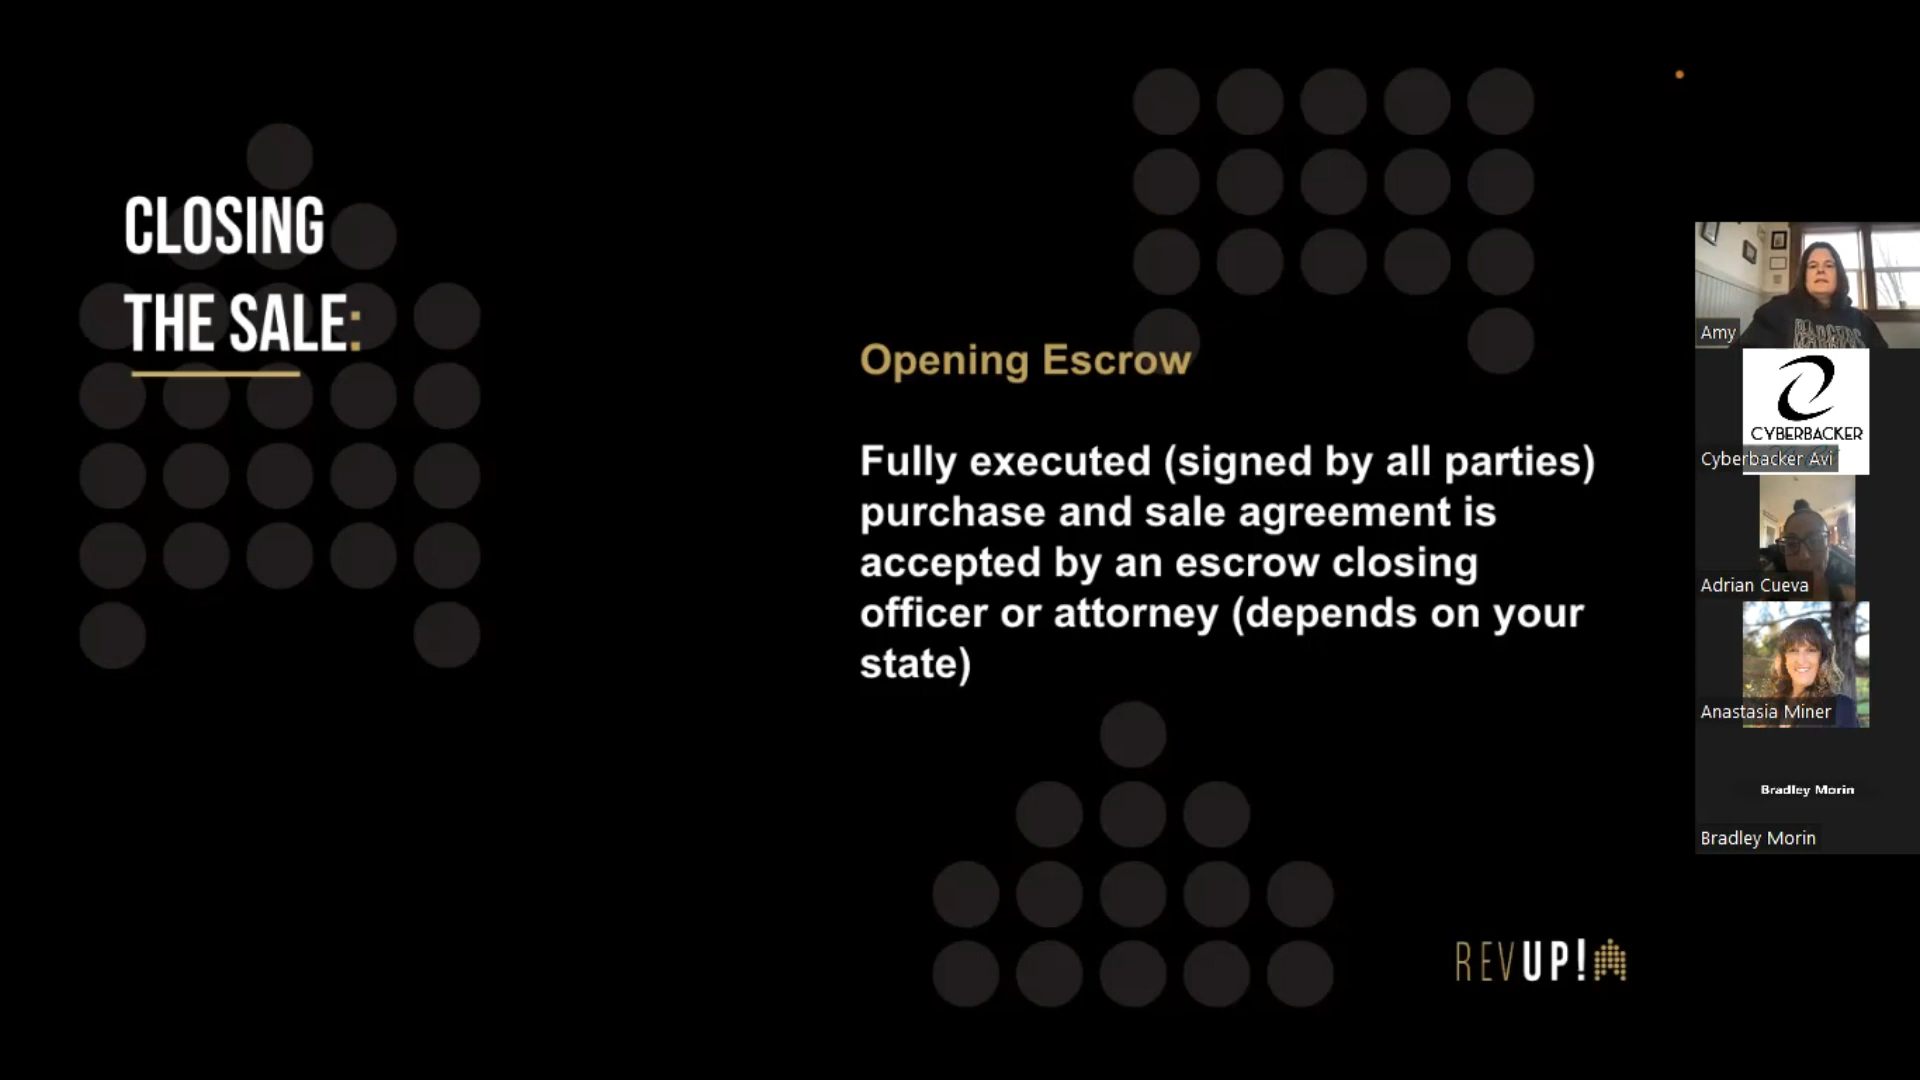 CLOSING
THE SALE:
Opening Escrow
Fully executed (signed by all parties)
purchase and sale agreement is
accepted by an escrow closing
officer or attorney (depends on your
state)
REVUP!
Amy
CYBERBACKER
Cyberbacker Avi
Adrian Cueva
Anastasia Miner
Bradley Morin
Bradley Morin